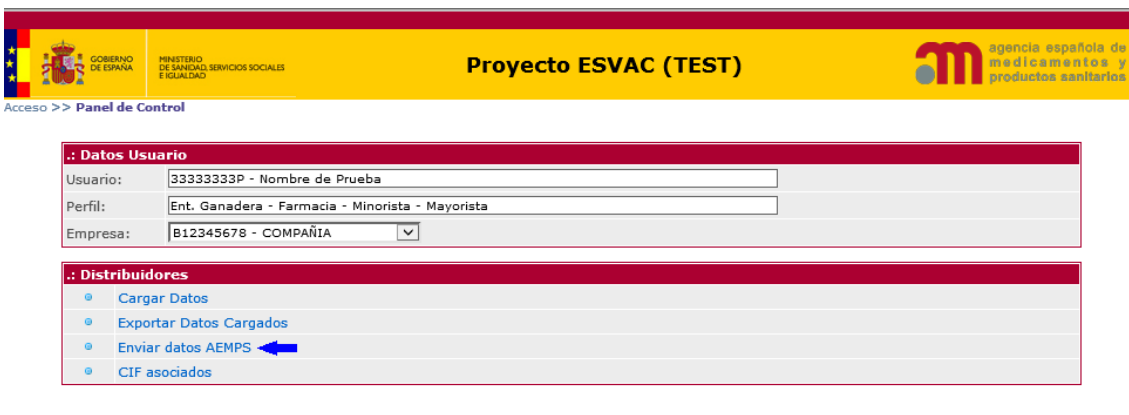 GOBIERNO
DE ESPAÑA
MINISTERIO
DE SANIDAD, SERVICIOS SOCIALES
E IGUALDAD
Proyecto ESVAC (TEST)
agencia española de
medicamentos y
productos sanitarios
Acceso >> Panel de Control
.: Datos Usuario
Usuario: 33333333P - Nombre de Prueba
Perfil: Ent. Ganadera - Farmacia - Minorista - Mayorista
Empresa: B12345678 - COMPAÑIA
.: Distribuidores
Cargar Datos
Exportar Datos Cargados
Enviar datos AEMPS
CIF asociados